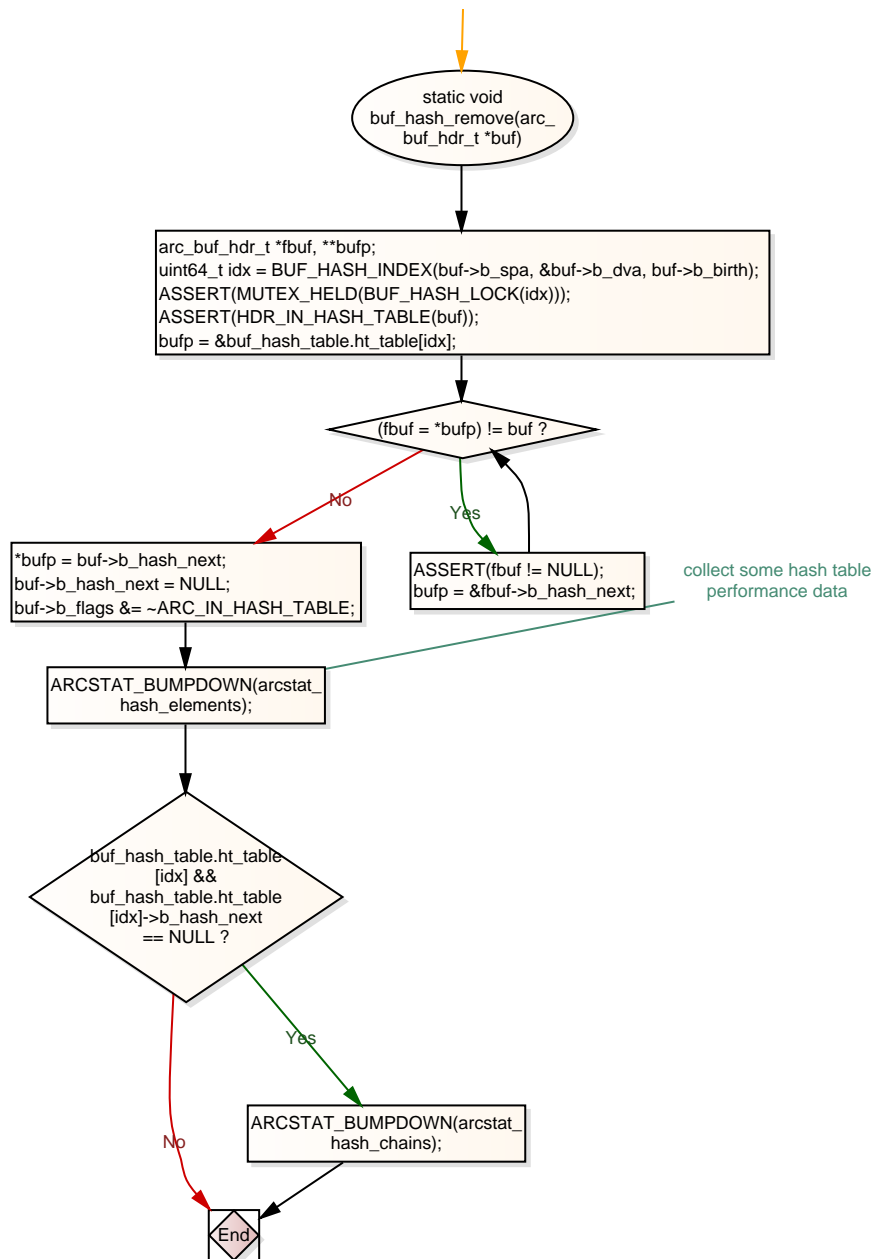 static void
buf_hash_remove(arc_
buf_hdr_t *buf)
arc_buf_hdr_t *fbuf, **bufp;
uint64_t idx = BUF_HASH_INDEX(buf->b_spa, &buf->b_dva, buf->b_birth);
ASSERT(MUTEX_HELD(BUF_HASH_LOCK(idx)));
ASSERT(HDR_IN_HASH_TABLE(buf));
bufp = &buf_hash_table.ht_table[idx];
(fbuf = *bufp) != buf ?
No
Yes
*bufp = buf->b_hash_next;
buf->b_hash_next = NULL;
buf->b_flags &= ~ARC_IN_HASH_TABLE;
ASSERT(fbuf != NULL);
bufp = &fbuf->b_hash_next;
collect some hash table
performance data
ARCSTAT_BUMPDOWN(arcstat_
hash_elements);
buf_hash_table.ht_table
[idx] &&
buf_hash_table.ht_table
[idx]->b_hash_next
== NULL ?
Yes
ARCSTAT_BUMPDOWN(arcstat_
hash_chains);
No
End